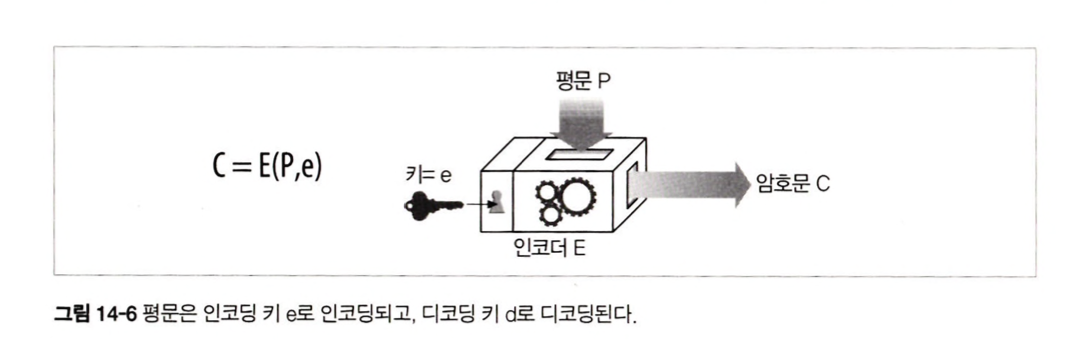 평문 P
C = E(P,e)
키= e
암호문 C
인코더 E
그림 14-6 평문은 인코딩 키 e로 인코딩되고, 디코딩 키 d로 디코딩된다.